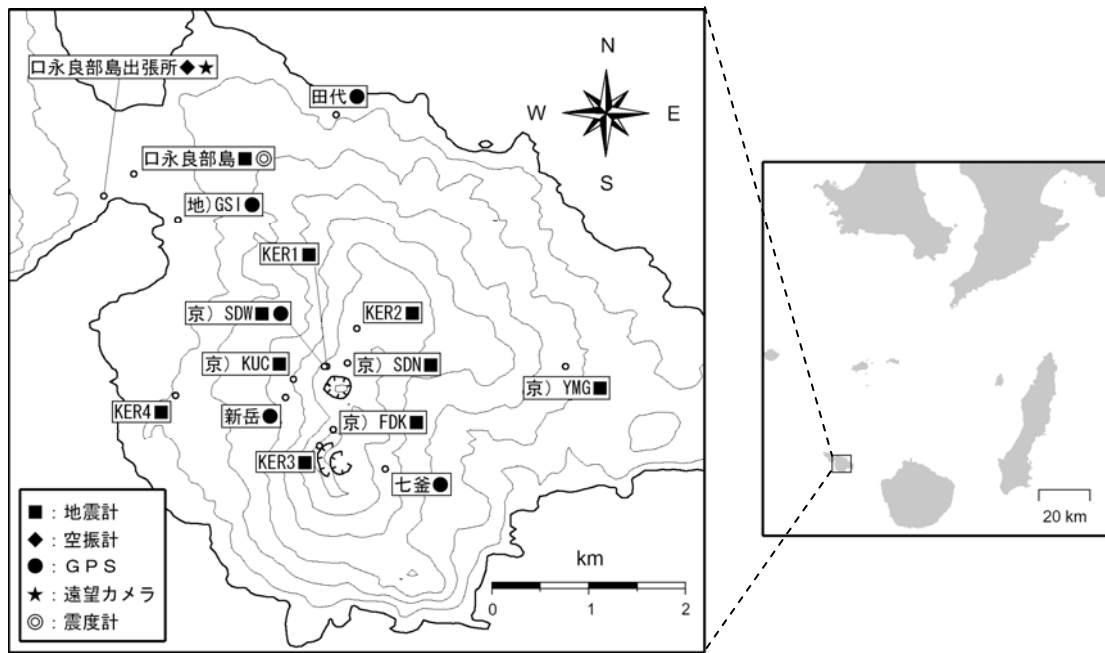 口永良部島出張所◆★
田代●
口永良部島■◎
地)GSI●
KER1■
京) SDW■●
KER2■
京) KUC■
京) SDN■
京) YMG■
KER4■
新岳●
京) FDK■
KER3■
七釜●
N
W E
S
■：地震計
◆：空振計
●：ＧＰＳ
★：遠望カメラ
◎：震度計
km
0 1 2
20 km